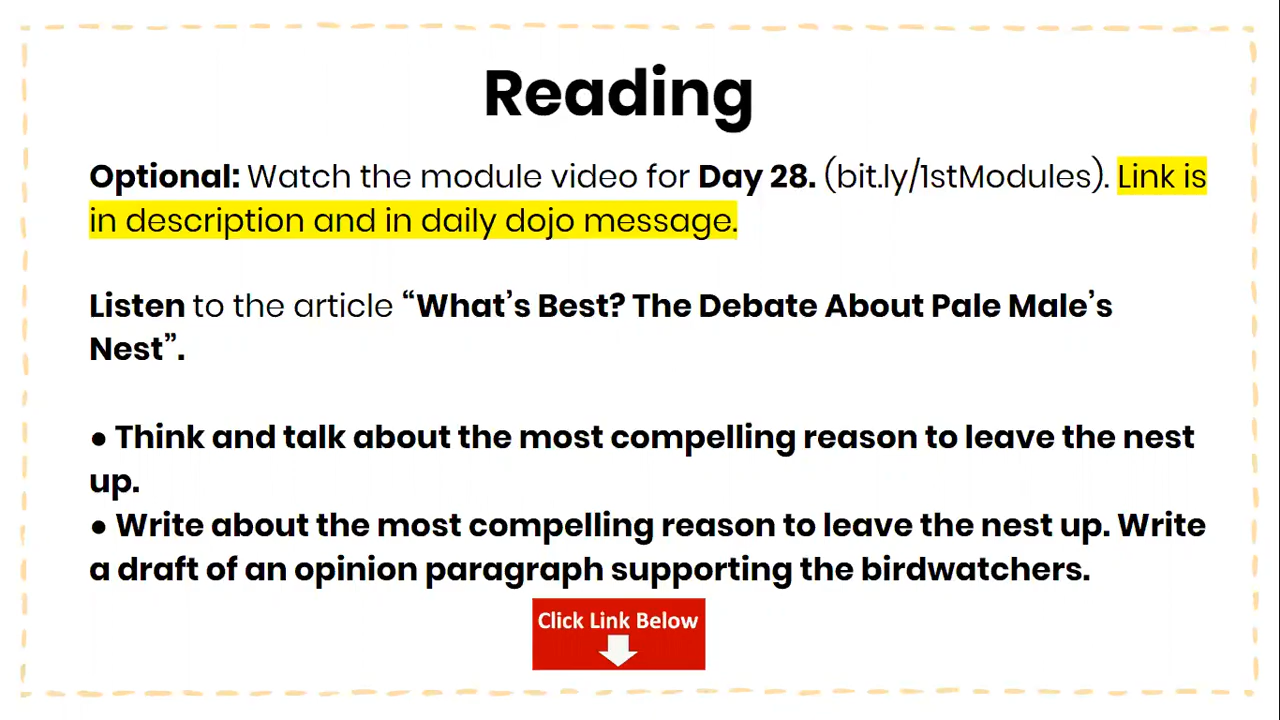 Reading
Optional: Watch the module video for Day 28. (bit.ly/1stModules). Link is
in description and in daily dojo message.
Listen to the article “What’s Best? The Debate About Pale Male’s
Nest”.
● Think and talk about the most compelling reason to leave the nest
up.
● Write about the most compelling reason to leave the nest up. Write
a draft of an opinion paragraph supporting the birdwatchers.
Click Link Below